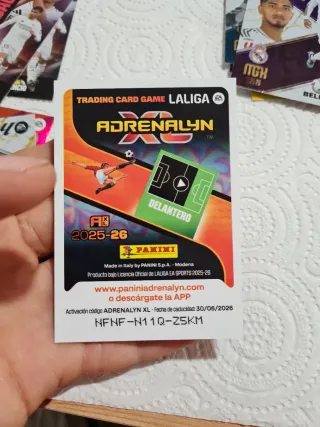 TRADING CARD GAME LALIGA EA
ADRENALYN
XL
DELANTERO
2025-26
PANINI
Made in Italy by PANINI S.p.A. - Modena
Producto bajo Licencia Oficial de LALIGA EA SPORTS 2025-26
www.paniniadrenalyn.com
o descárgate la APP
Activación código ADRENALYN XL - Fecha de caducidad: 30/06/2026
NFNF-N11Q-Z5KM